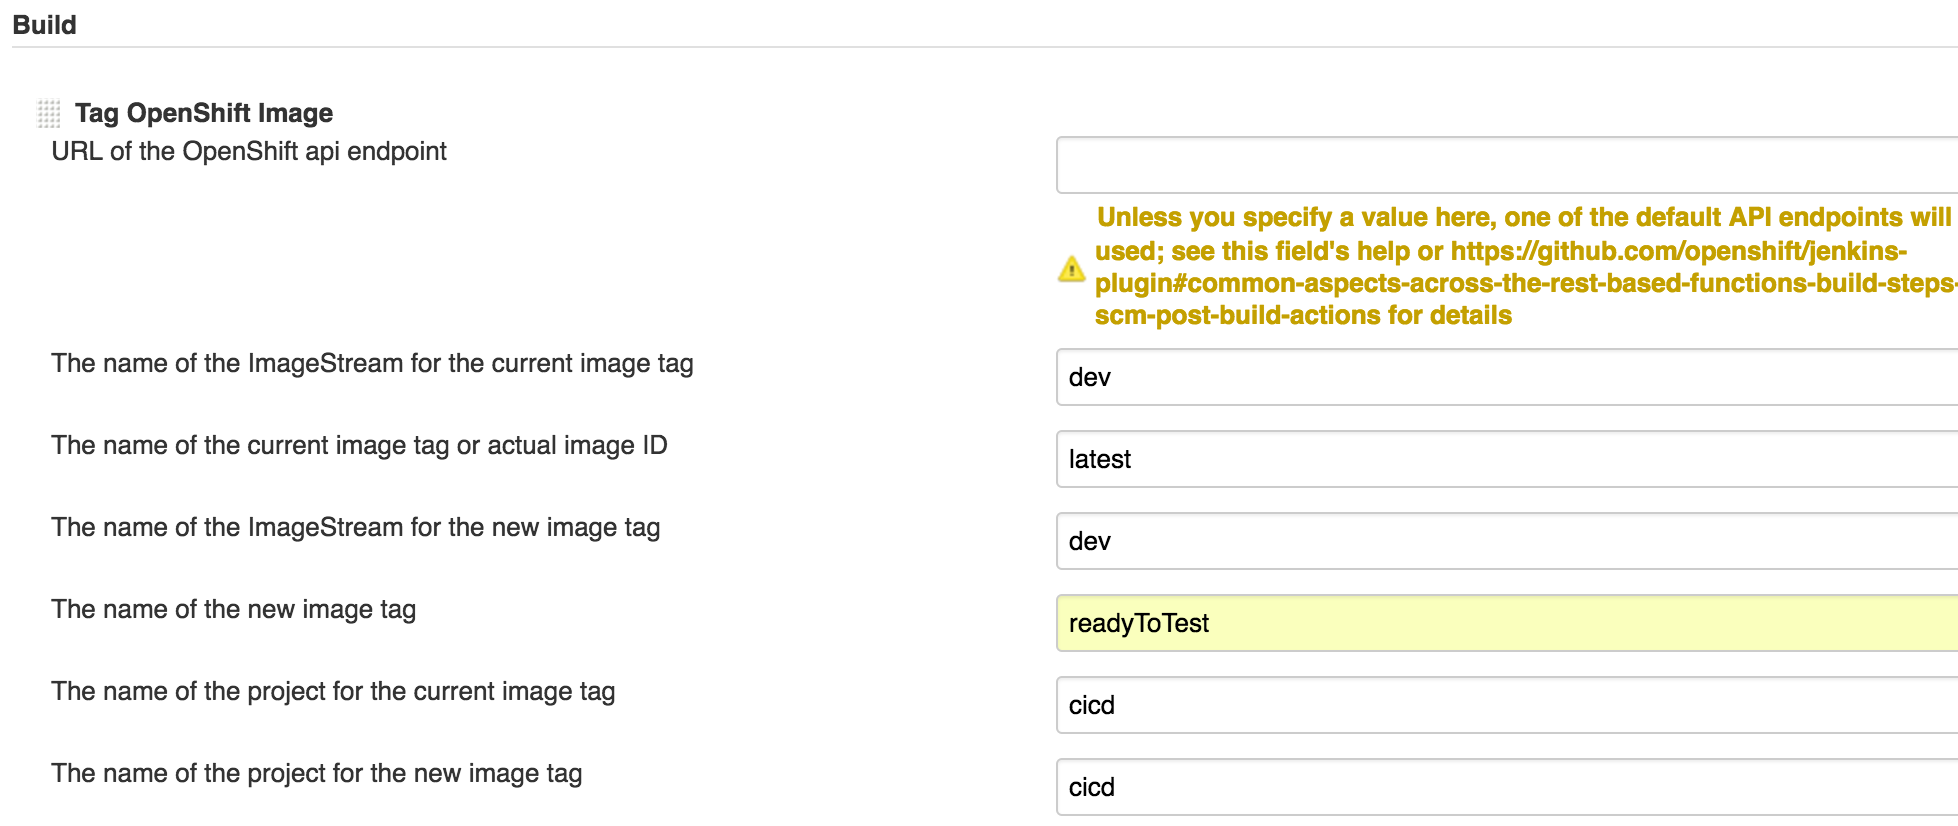 Build
Tag OpenShift Image
URL of the OpenShift api endpoint
Unless you specify a value here, one of the default API endpoints will
used; see this field's help or https://github.com/openshift/jenkins-
plugin#common-aspects-across-the-rest-based-functions-build-steps-
scm-post-build-actions for details
The name of the ImageStream for the current image tag
dev
The name of the current image tag or actual image ID
latest
The name of the ImageStream for the new image tag
dev
The name of the new image tag
readyToTest
The name of the project for the current image tag
cicd
The name of the project for the new image tag
cicd